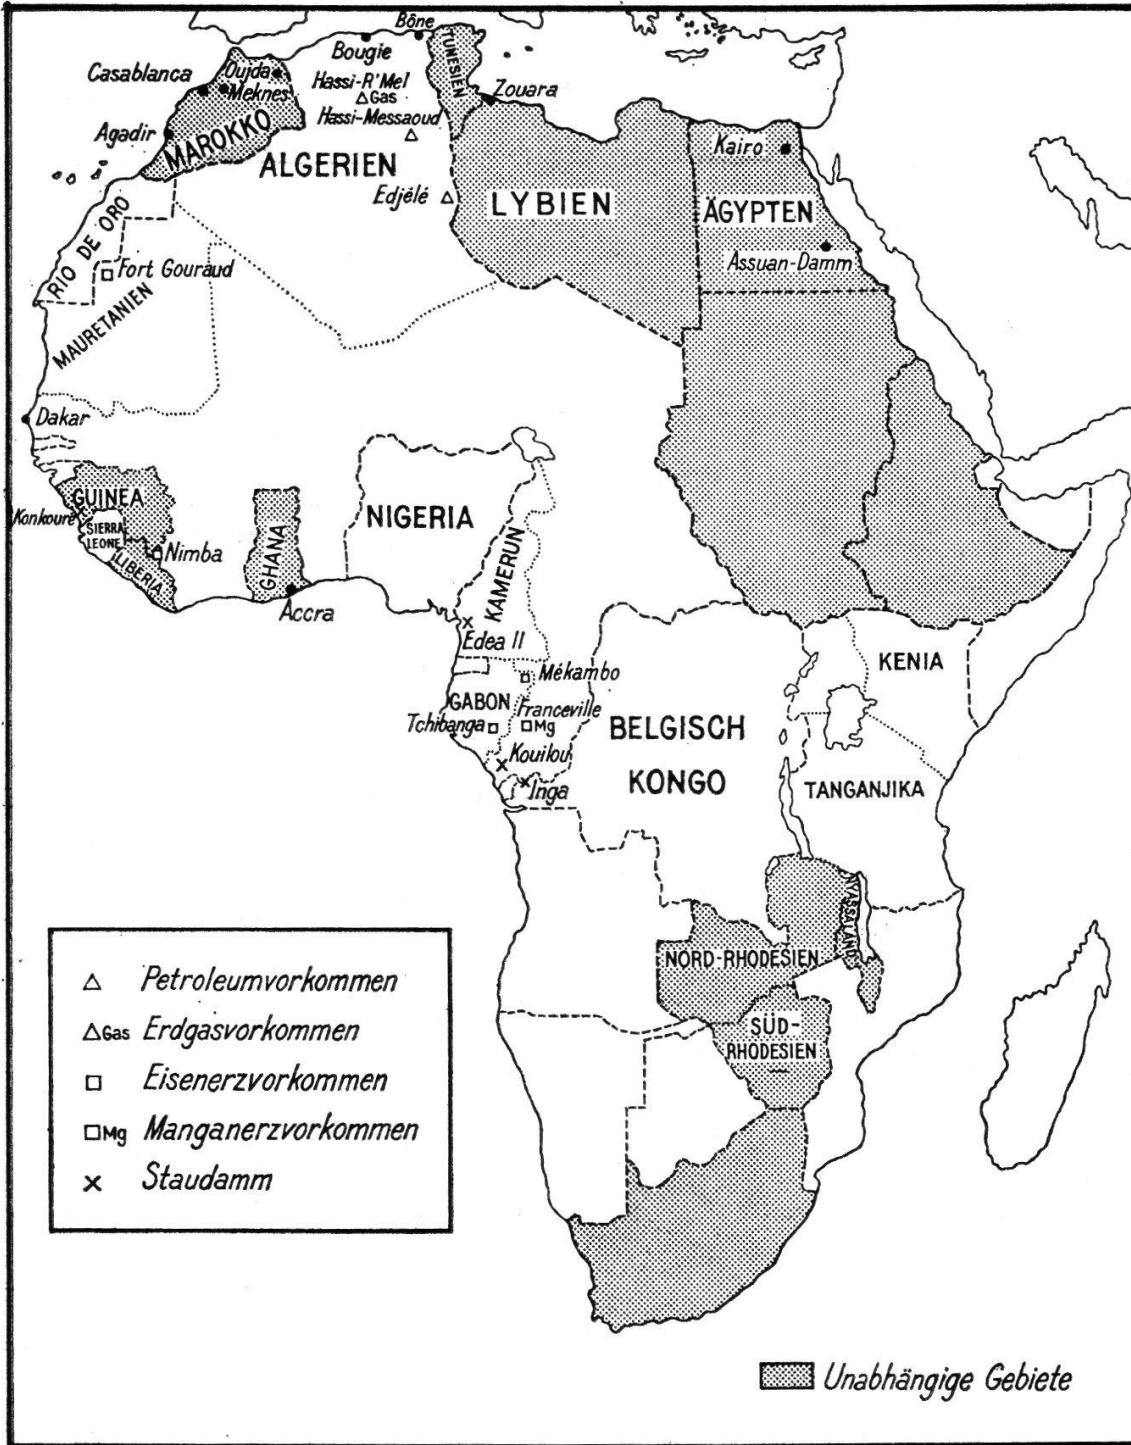 Bône
Bougie
TUNESIEN
Casablanca
Oujda
Meknes
Hassi-R'Mel
Gas
Zouara
Hassi-Messaoud
Agadir
MAROKKO
ALGERIEN
Kairo
Edjélé
LYBIEN
ÄGYPTEN
RIO DE ORO
Fort Gouraud
Assuan-Damm
MAURETANIEN
Dakar
GUINEA
Konkouré
SIERRA
LEONE
Nimba
LIBERIA
GHANA
Accra
NIGERIA
KAMERUN
Edea II
KENIA
Mékambo
GABON
Franceville
Tchibanga
Mg
BELGISCH
KONGO
Kouilou
Inga
TANGANJIKA
NYASSALAND
NORD-RHODESIEN
SÜD-
RHODESIEN
Petroleumvorkommen
Gas Erdgasvorkommen
Eisenerzvorkommen
Mg Manganerzvorkommen
Staudamm
Unabhängige Gebiete